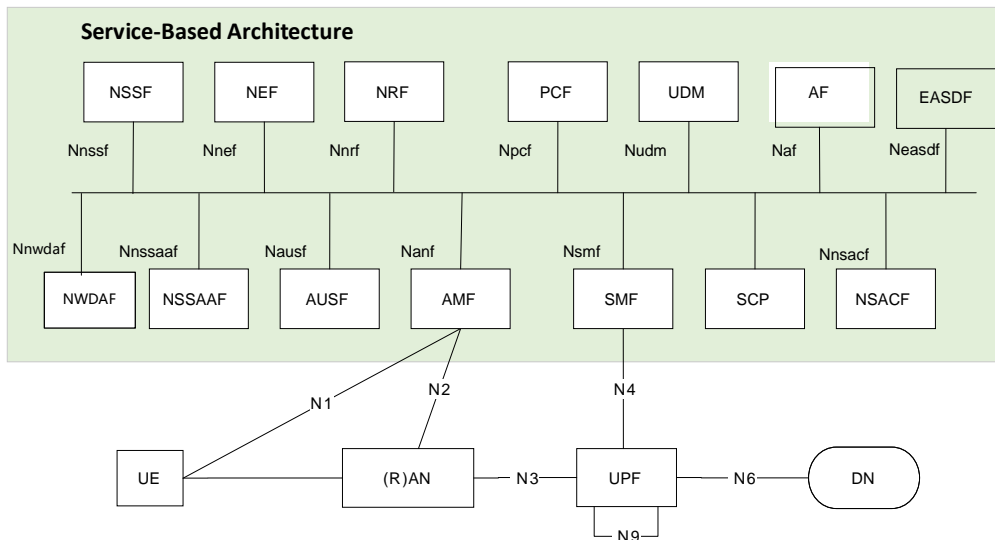 Service-Based Architecture
NSSF NEF NRF PCF UDM AF EASDF
Nnssf Nnef Nnrf Npcf Nudm Naf Neasdf
Nnwdaf Nnssaaf Nausf Nanf Nsmf Nnsacf
NWDAF NSSAAF AUSF AMF SMF SCP NSACF
N1 N2 N4
UE (R)AN N3 UPF N6 DN
N9